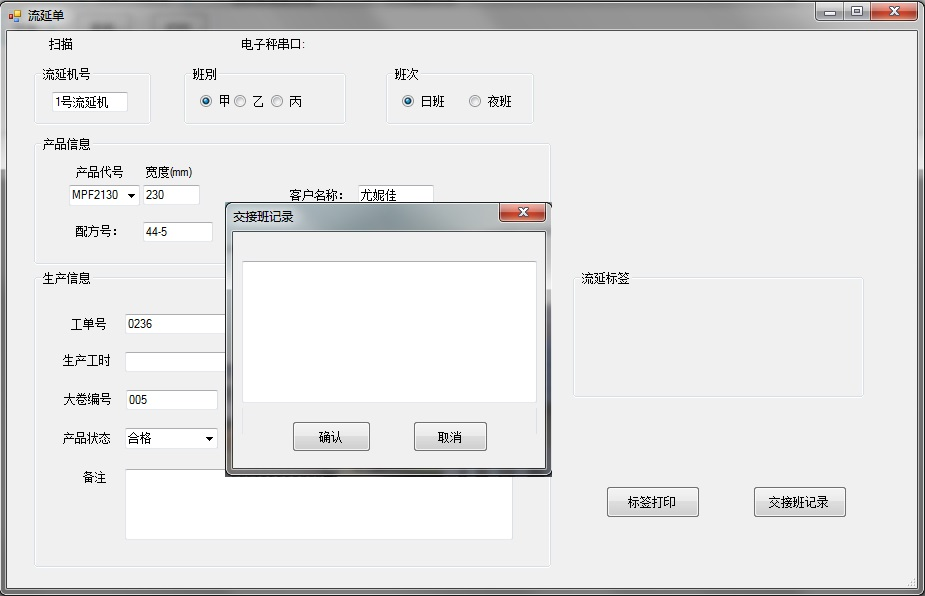 流延单
扫描 电子秤串口:
流延机号 班别 班次
1号流延机 甲 乙 丙 日班 夜班
产品信息
产品代号 宽度(mm)
MPF2130 230 客户名称: 尤妮佳
配方号: 44-5
交接班记录
确认 取消
生产信息
流延标签
工单号 0236
生产工时
大卷编号 005
产品状态 合格
备注
标签打印 交接班记录